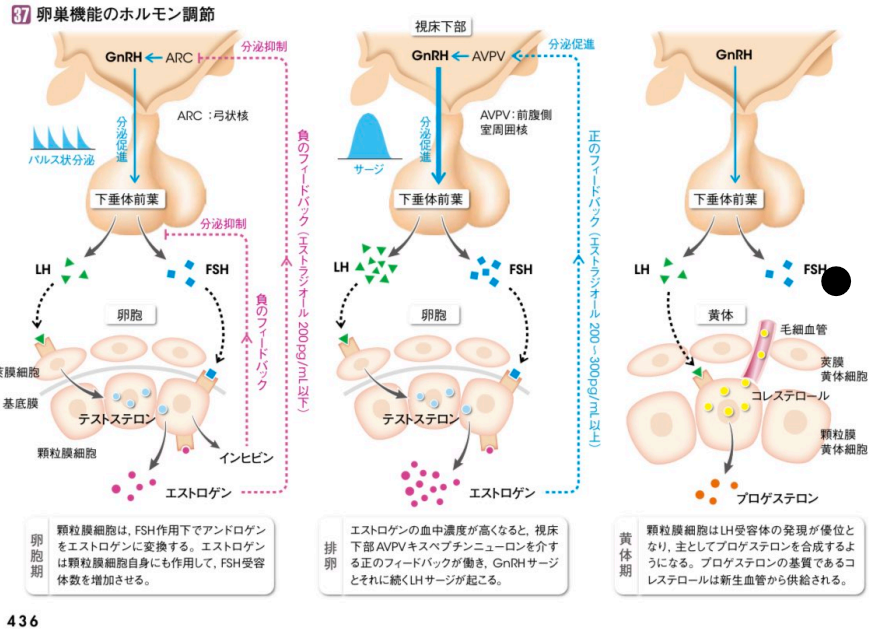 37 卵巣機能のホルモン調節
GnRH
ARC
分泌抑制
ARC：弓状核
分泌促進
パルス状分泌
下垂体前葉
分泌抑制
LH
FSH
負のフィードバック
負のフィードバック（エストラジオール200pg/mL以下）
卵胞
莢膜細胞
基底膜
テストステロン
顆粒膜細胞
インヒビン
エストロゲン
卵胞期
顆粒膜細胞は，FSH作用下でアンドロゲン
をエストロゲンに変換する。エストロゲン
は顆粒膜細胞自身にも作用して，FSH受容
体数を増加させる。
視床下部
GnRH
AVPV
分泌促進
AVPV：前腹側
室周囲核
分泌促進
サージ
下垂体前葉
LH
FSH
正のフィードバック（エストラジオール200～300pg/mL以上）
卵胞
テストステロン
エストロゲン
排卵
エストロゲンの血中濃度が高くなると，視床
下部AVPVキスペプチンニューロンを介す
る正のフィードバックが働き，GnRHサージ
とそれに続くLHサージが起こる。
GnRH
下垂体前葉
LH
FSH
黄体
毛細血管
莢膜
黄体細胞
コレステロール
顆粒膜
黄体細胞
プロゲステロン
黄体期
顆粒膜細胞はLH受容体の発現が優位と
なり，主としてプロゲステロンを合成するよ
うになる。プロゲステロンの基質であるコ
レステロールは新生血管から供給される。
436